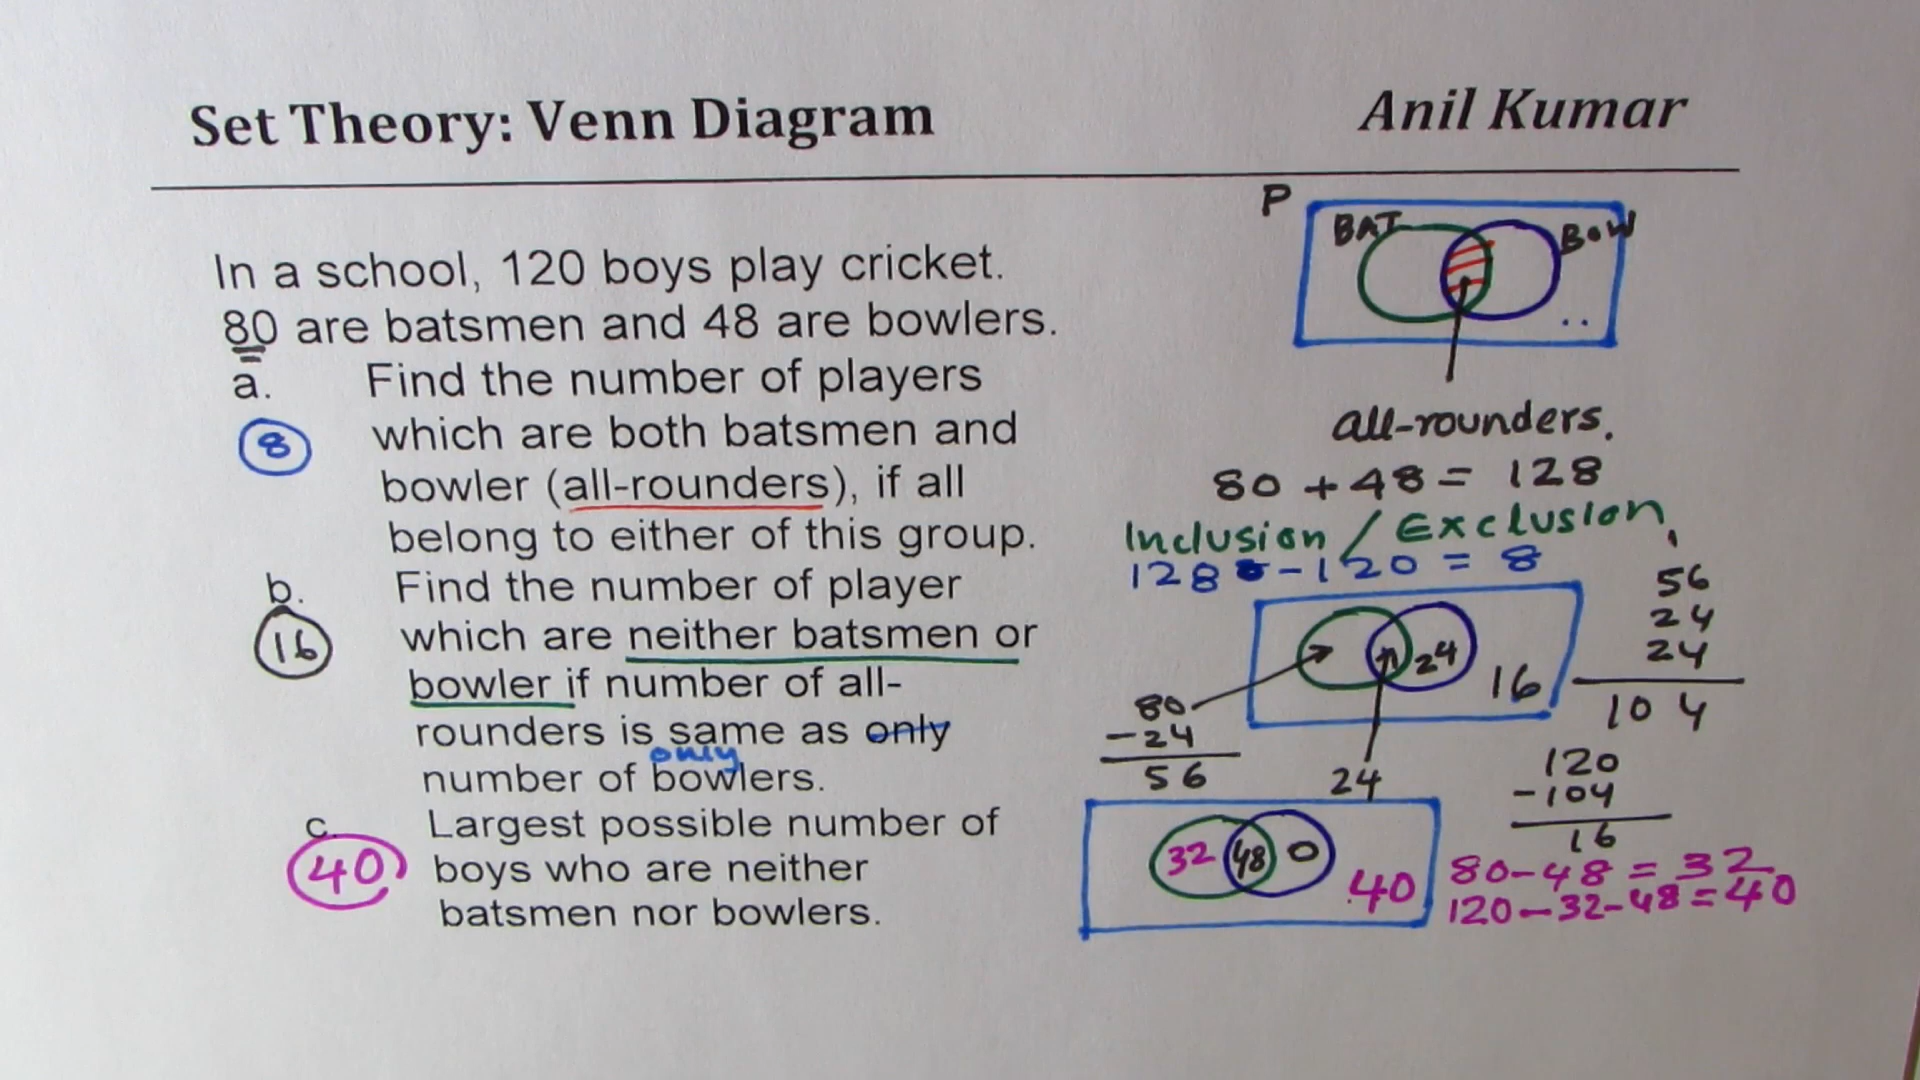 Set Theory: Venn Diagram
Anil Kumar
In a school, 120 boys play cricket.
80 are batsmen and 48 are bowlers.
a. Find the number of players
8 which are both batsmen and
bowler (all-rounders), if all
belong to either of this group.
b. Find the number of player
16 which are neither batsmen or
bowler if number of all-
rounders is same as only
only
number of bowlers.
c. Largest possible number of
40 boys who are neither
batsmen nor bowlers.
P
BAT BOW
all-rounders.
80 + 48 = 128
Inclusion / Exclusion
128 - 120 = 8
24 16
80
-24
56
24
56
24
24
104
120
-104
16
32 48 0 40
80-48 = 32
120-32-48=40